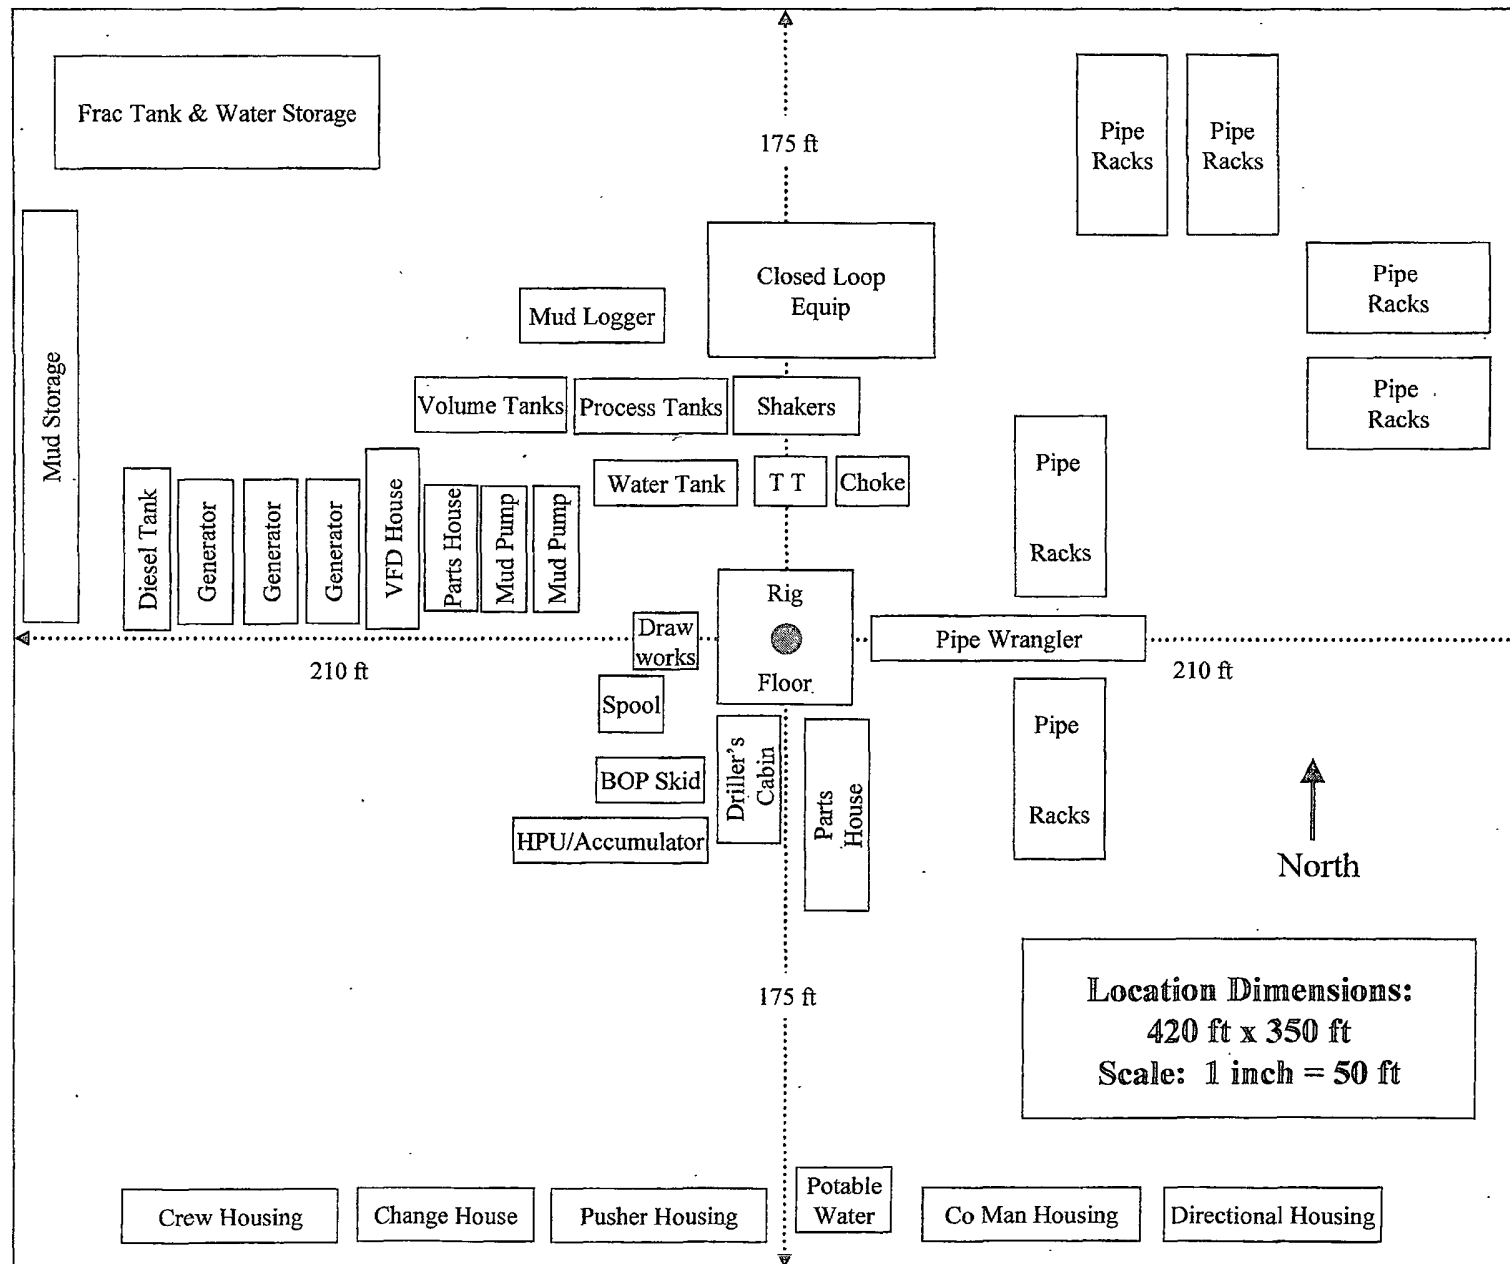 175 ft
Frac Tank & Water Storage
Pipe
Racks
Pipe
Racks
Closed Loop
Equip
Pipe
Racks
Mud Logger
Mud Storage
Volume Tanks
Process Tanks
Shakers
Pipe
Racks
Diesel Tank
Generator
Generator
Generator
VFD House
Parts House
Mud Pump
Mud Pump
Water Tank
T T
Choke
Pipe
Racks
Rig
Floor
Draw
works
Pipe Wrangler
210 ft
210 ft
Spool
BOP Skid
HPU/Accumulator
Driller's
Cabin
Parts
House
Pipe
Racks
North
175 ft
Location Dimensions:
420 ft x 350 ft
Scale: 1 inch = 50 ft
Crew Housing
Change House
Pusher Housing
Potable
Water
Co Man Housing
Directional Housing